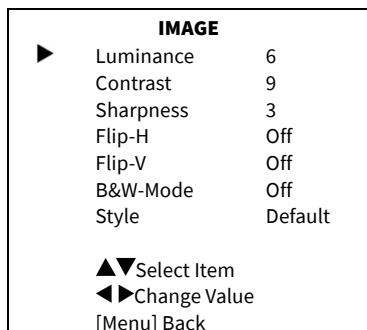 IMAGE
▶ Luminance 6
Contrast 9
Sharpness 3
Flip-H Off
Flip-V Off
B&W-Mode Off
Style Default
▲▼Select Item
◀ ▶Change Value
[Menu] Back